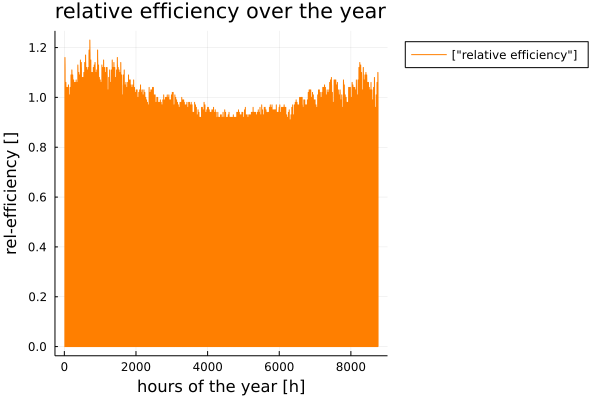 relative efficiency over the year
["relative efficiency"]
rel-efficiency []
1.2
1.0
0.8
0.6
0.4
0.2
0.0
0 2000 4000 6000 8000
hours of the year [h]